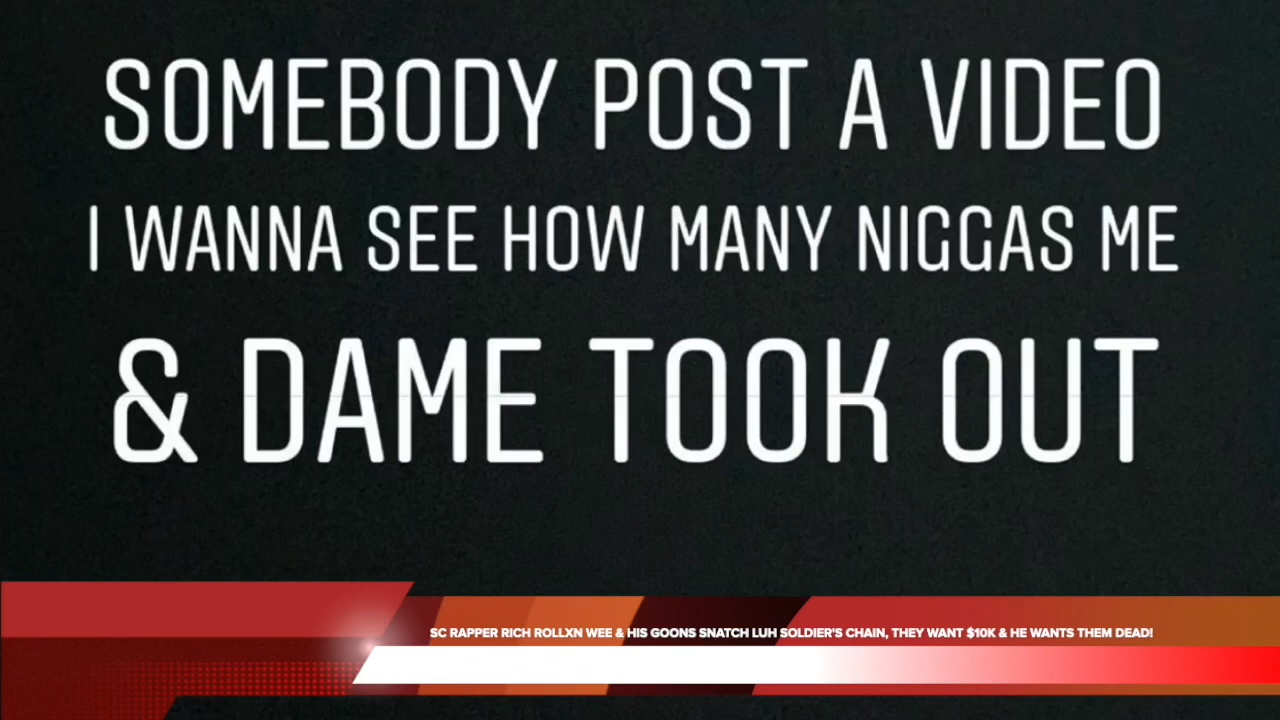 SOMEBODY POST A VIDEO
I WANNA SEE HOW MANY NIGGAS ME
& DAME TOOK OUT
SC RAPPER RICH ROLLXN WEE & HIS GOONS SNATCH LUH SOLDIER'S CHAIN, THEY WANT $10K & HE WANTS THEM DEAD!